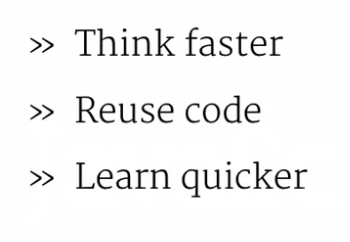 » Think faster
» Reuse code
» Learn quicker